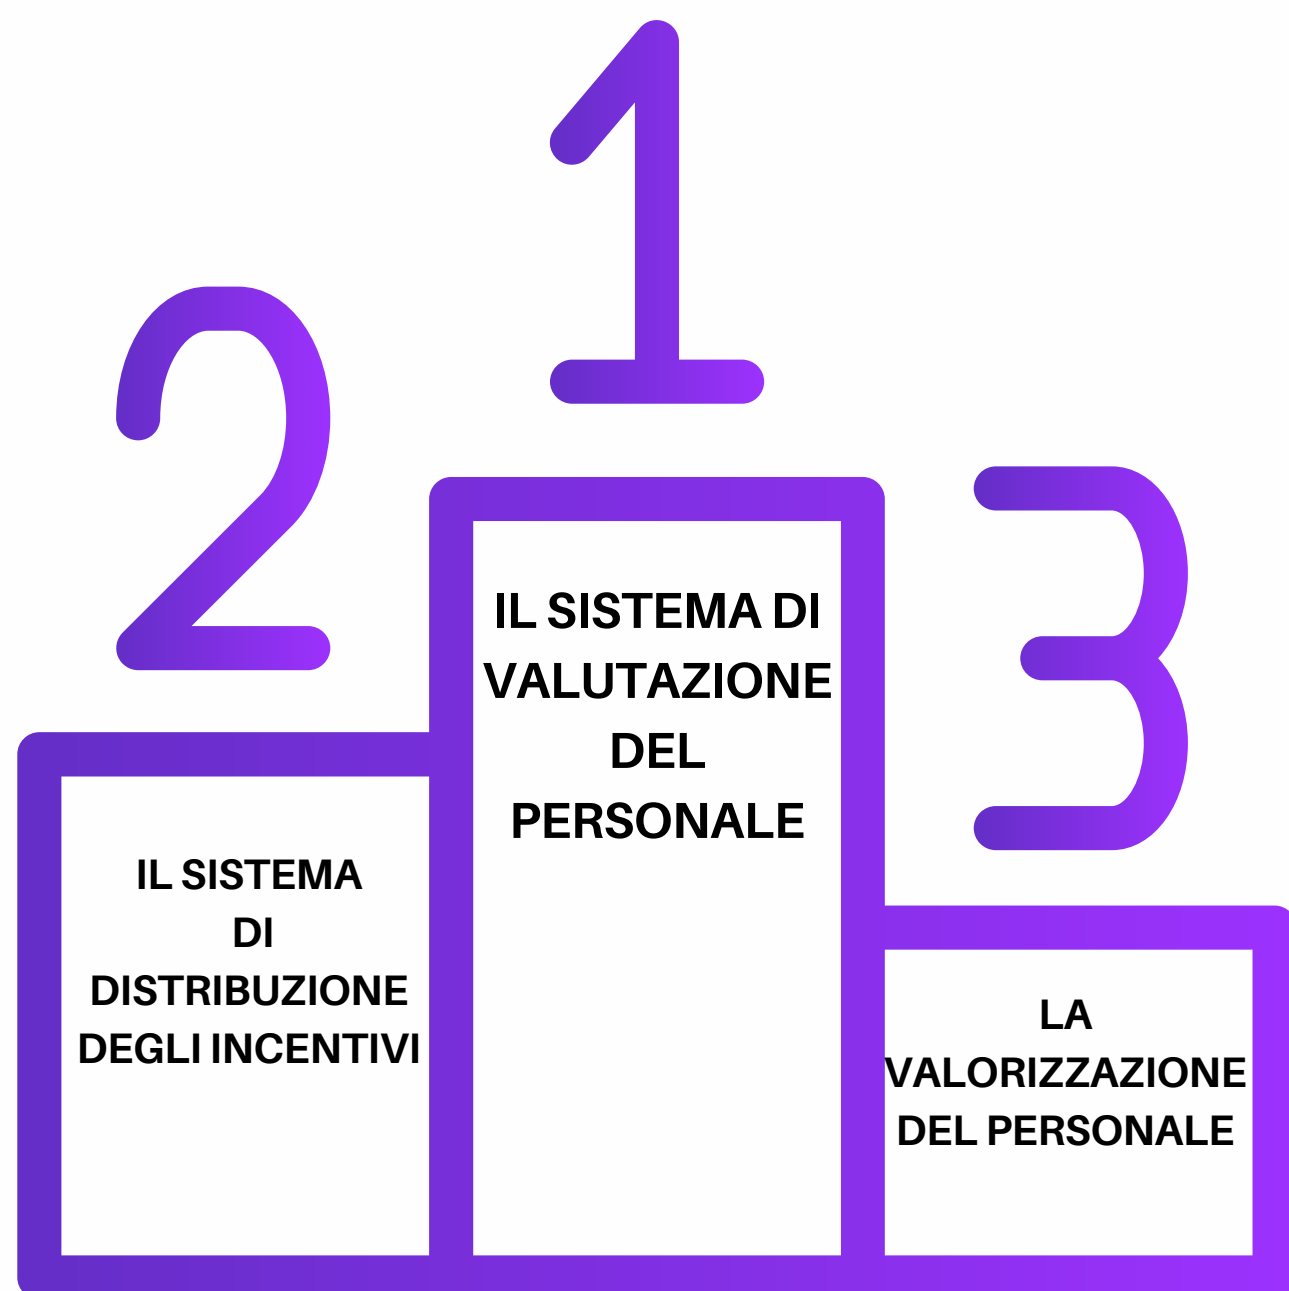 1
2
3
IL SISTEMA DI
VALUTAZIONE
DEL
PERSONALE
IL SISTEMA
DI
DISTRIBUZIONE
DEGLI INCENTIVI
LA
VALORIZZAZIONE
DEL PERSONALE